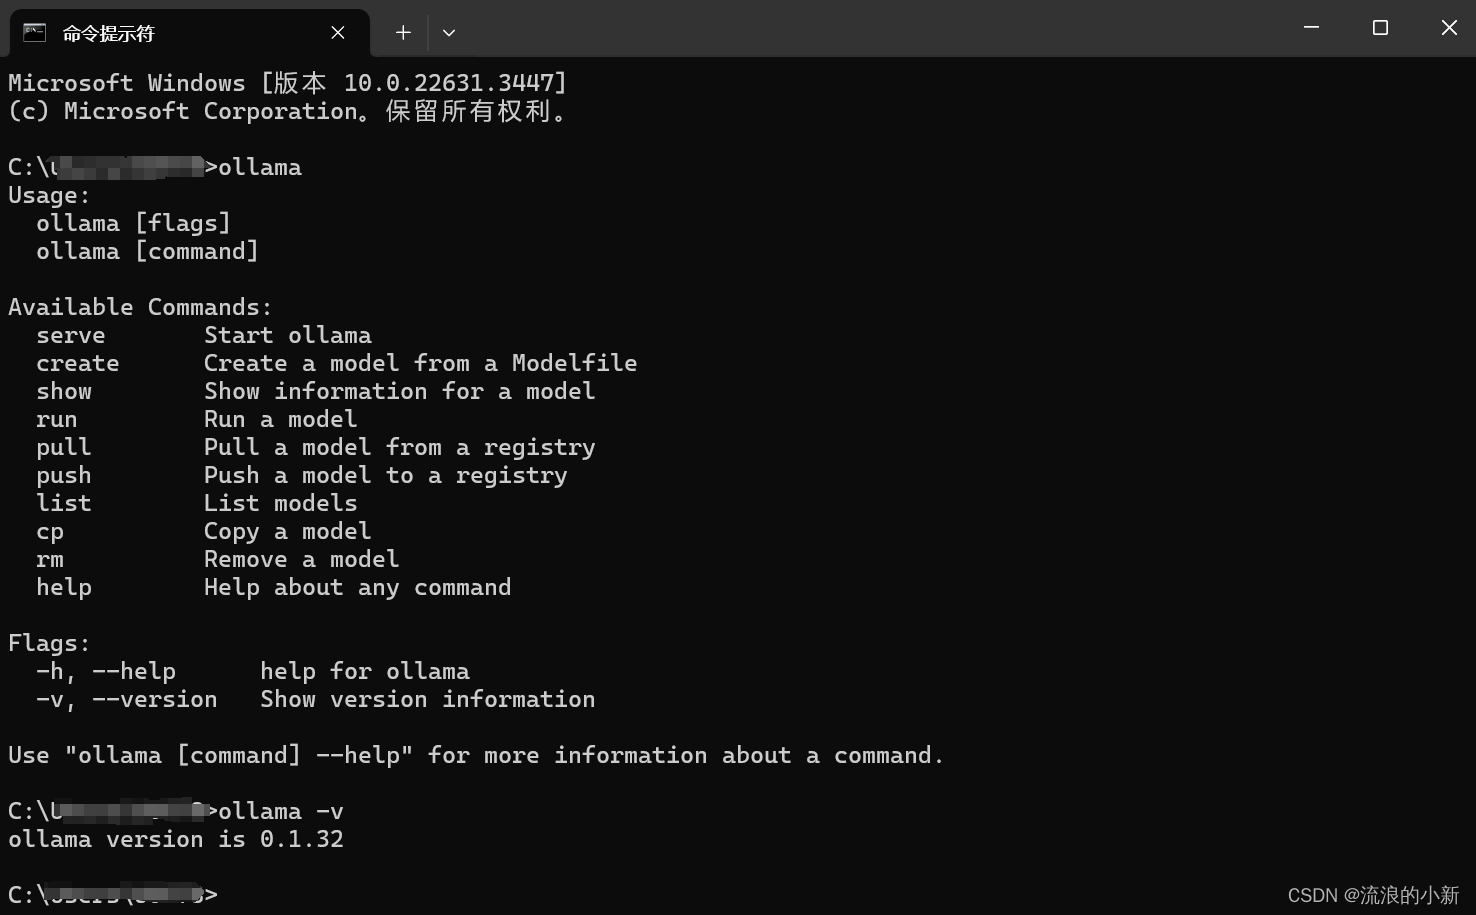 命令提示符
Microsoft Windows [版本 10.0.22631.3447]
(c) Microsoft Corporation。保留所有权利。
C:\ >ollama
Usage:
  ollama [flags]
  ollama [command]
Available Commands:
  serve       Start ollama
  create      Create a model from a Modelfile
  show        Show information for a model
  run         Run a model
  pull        Pull a model from a registry
  push        Push a model to a registry
  list        List models
  cp          Copy a model
  rm          Remove a model
  help        Help about any command
Flags:
  -h, --help      help for ollama
  -v, --version   Show version information
Use "ollama [command] --help" for more information about a command.
C:\ >ollama -v
ollama version is 0.1.32
C:\ >
CSDN @流浪的小新